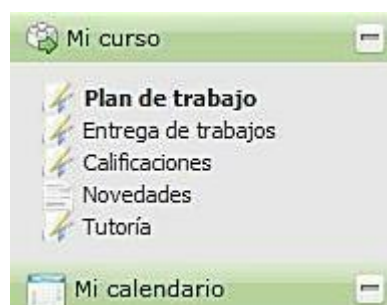 Mi curso
Plan de trabajo
Entrega de trabajos
Calificaciones
Novedades
Tutoría
Mi calendario